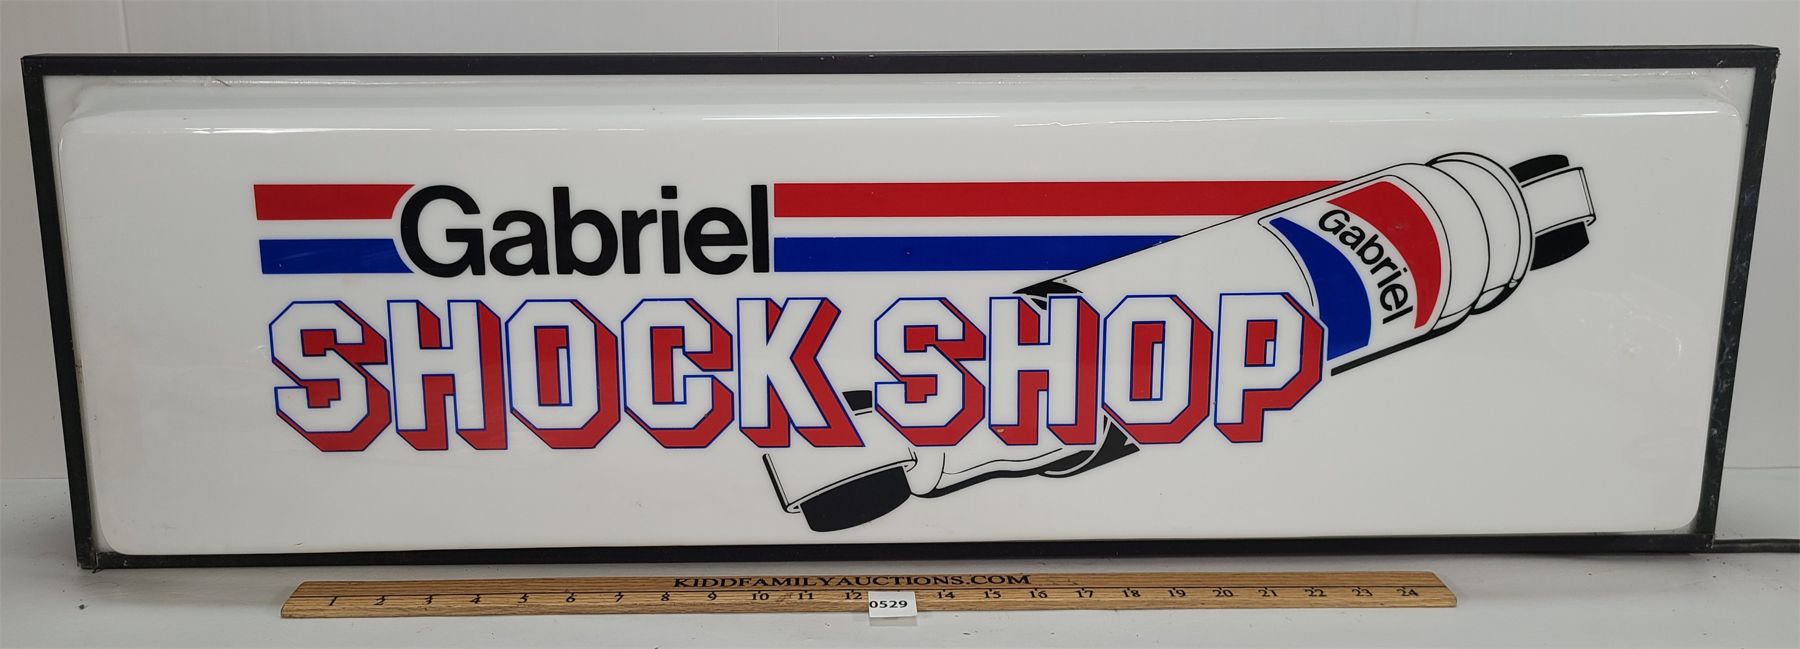 Gabriel
Gabriel
SHOCK SHOP
KIDDFAMILYAUCTIONS.COM
1 2 3 4 5 6 7 8 9 10 11 12 14 15 16 17 18 19 20 21 22 23 24
0529